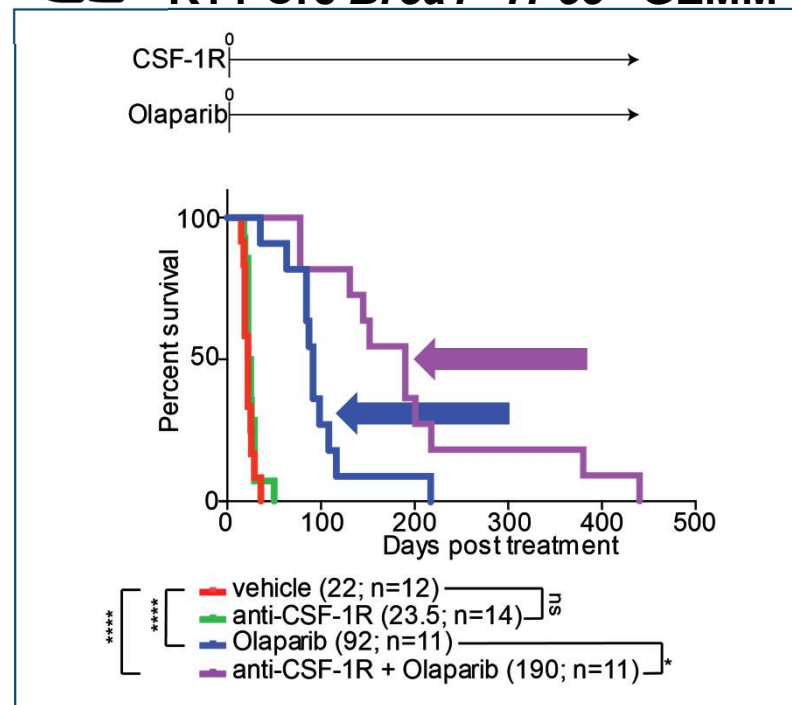 GEMM
0
CSF-1R
0
Olaparib
100
50
0
Percent survival
0 100 200 300 400 500
Days post treatment
vehicle (22; n=12)
anti-CSF-1R (23.5; n=14)
Olaparib (92; n=11)
anti-CSF-1R + Olaparib (190; n=11)
****
****
ns
*